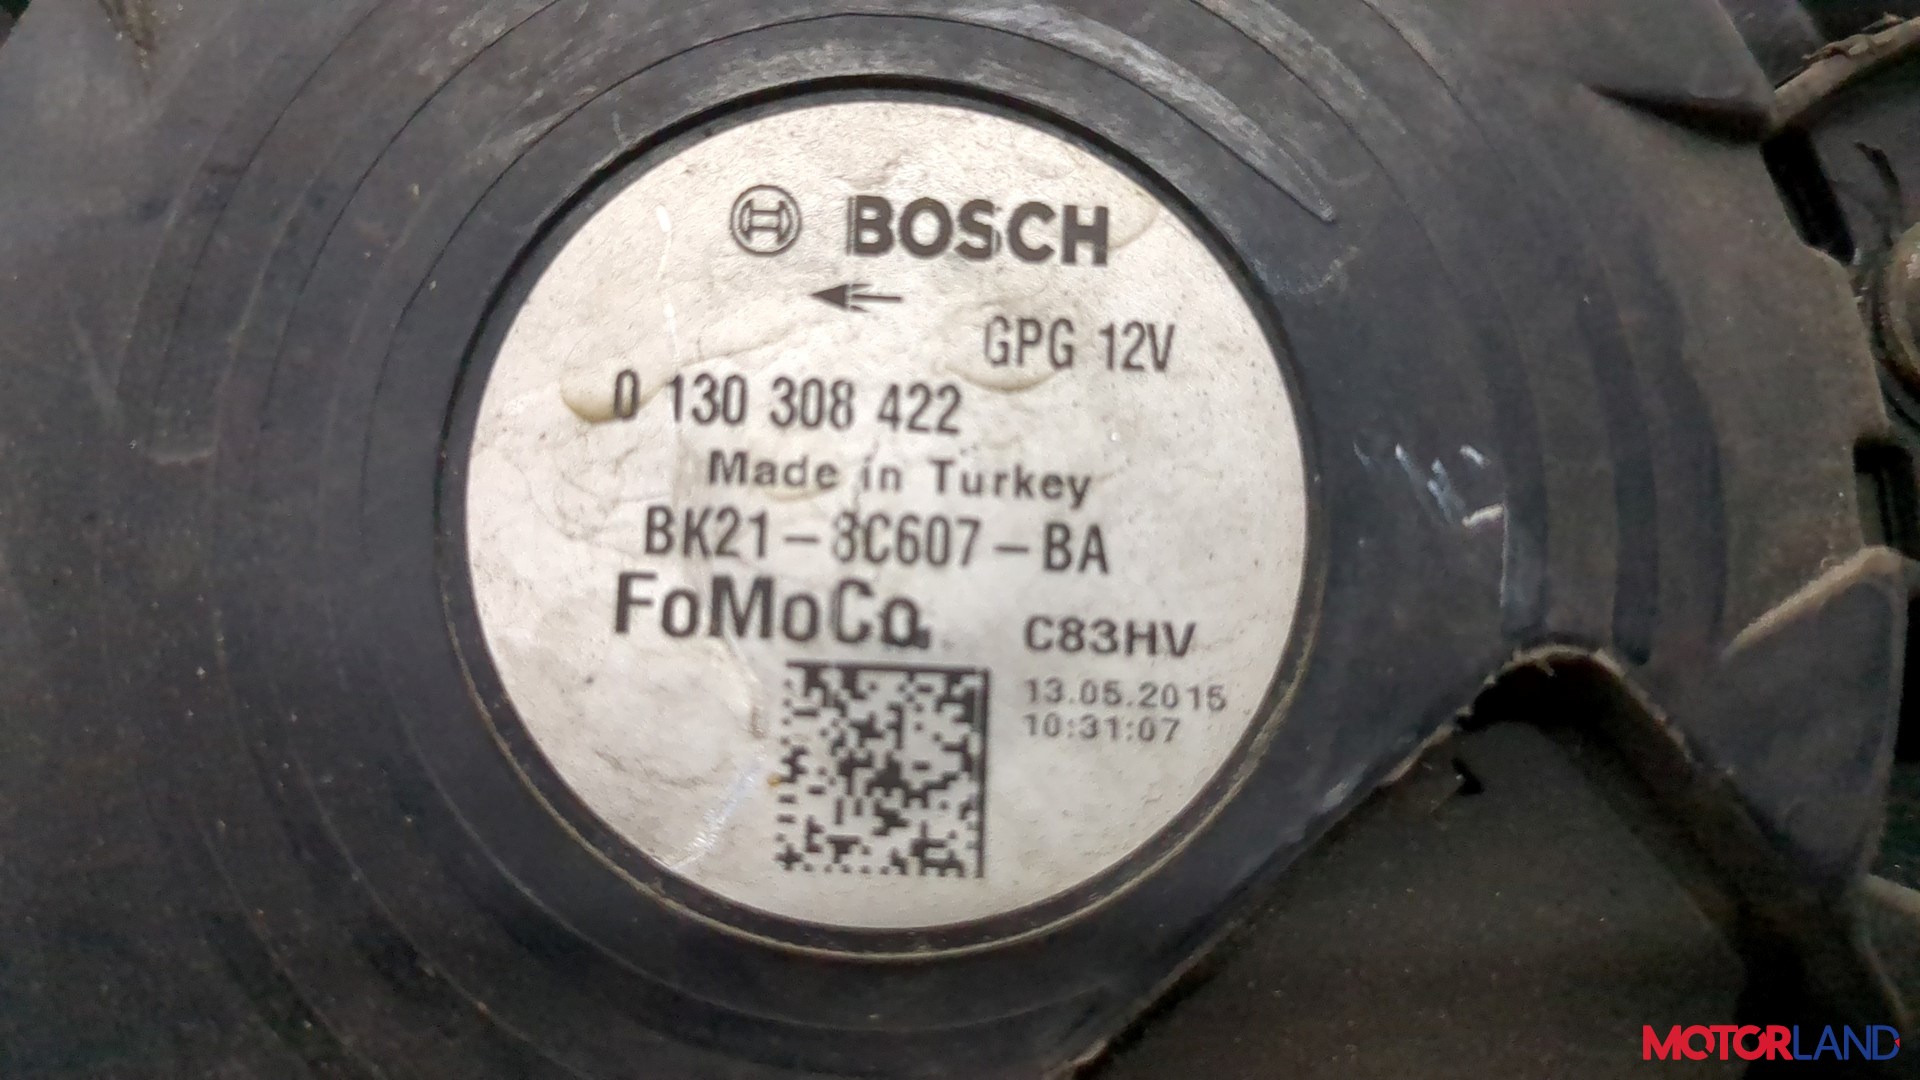 BOSCH
GPG 12V
0 130 308 422
Made in Turkey
BK21-8C607-BA
FoMoCo.
C83HV
13.05.2015
10:31:07
MOTORLAND